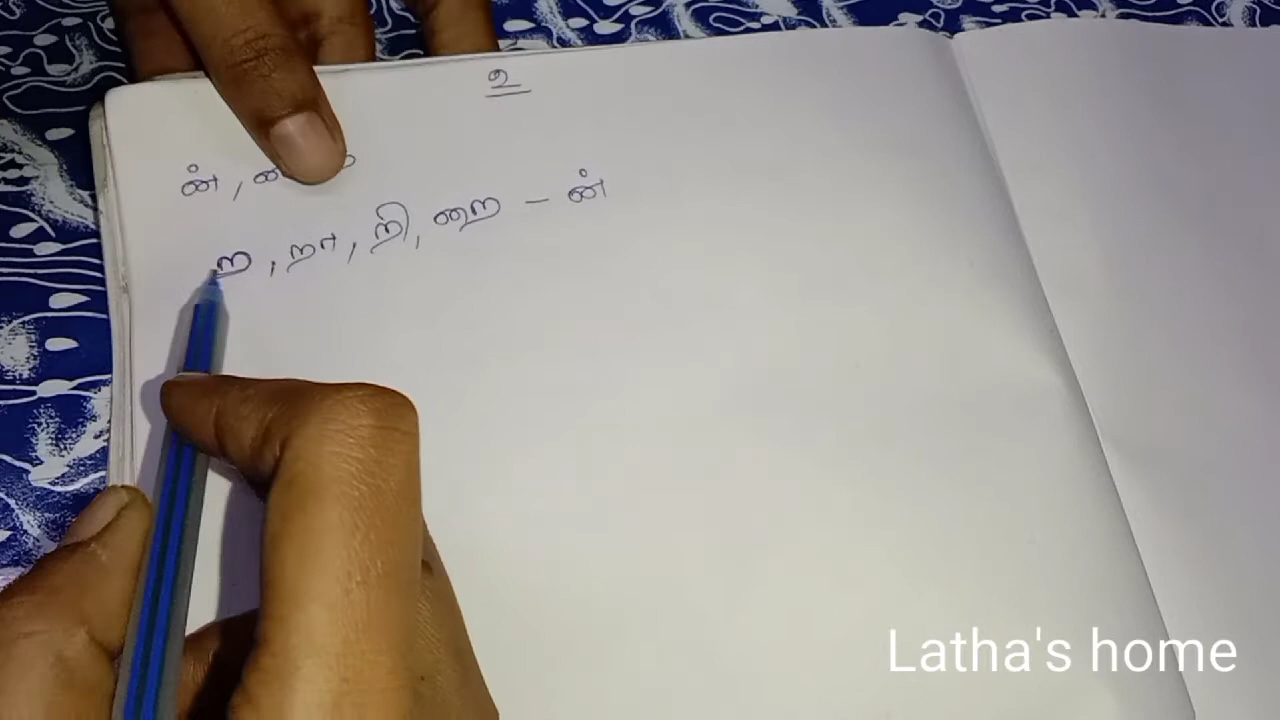 உ
ன்,
ற, றா, றி, றை - ன்
Latha's home